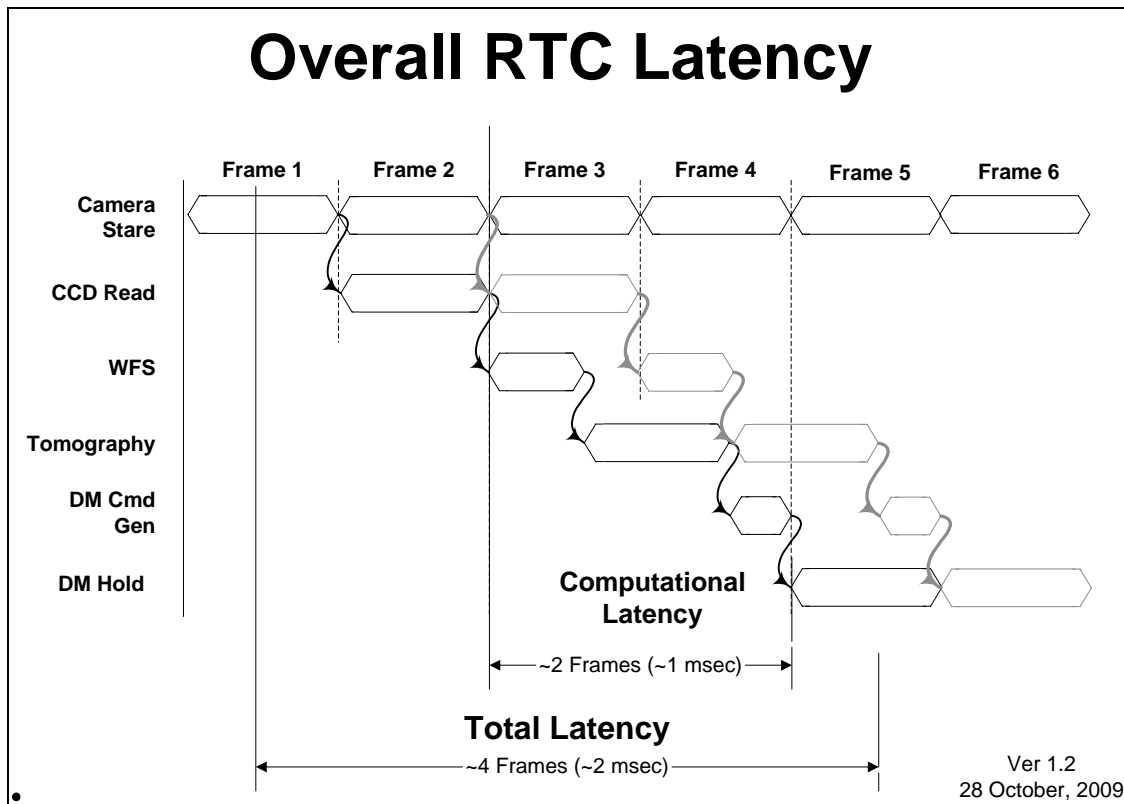 Overall RTC Latency
Frame 1
Frame 2
Frame 3
Frame 4
Frame 5
Frame 6
Camera
Stare
CCD Read
WFS
Tomography
DM Cmd
Gen
DM Hold
Computational
Latency
~2 Frames (~1 msec)
Total Latency
~4 Frames (~2 msec)
Ver 1.2
28 October, 2009